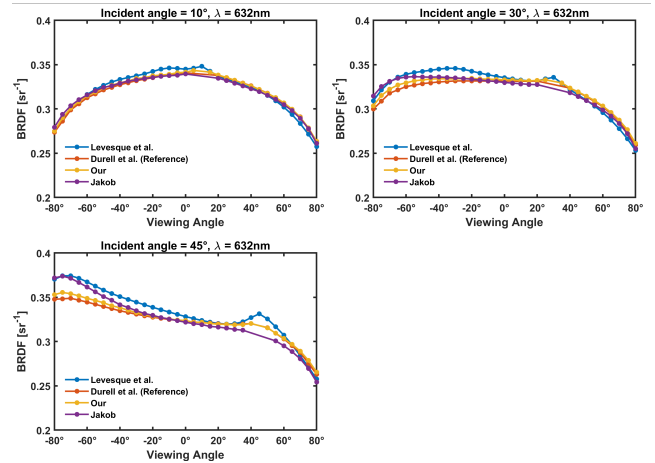 Incident angle = 10°, λ = 632nm
BRDF [sr⁻¹]
0.4
0.35
0.3
0.25
0.2
Levesque et al.
Durell et al. (Reference)
Our
Jakob
-80° -60° -40° -20° 0° 20° 40° 60° 80°
Viewing Angle
Incident angle = 30°, λ = 632nm
BRDF [sr⁻¹]
0.4
0.35
0.3
0.25
0.2
Levesque et al.
Durell et al. (Reference)
Our
Jakob
-80° -60° -40° -20° 0° 20° 40° 60° 80°
Viewing Angle
Incident angle = 45°, λ = 632nm
BRDF [sr⁻¹]
0.4
0.35
0.3
0.25
0.2
Levesque et al.
Durell et al. (Reference)
Our
Jakob
-80° -60° -40° -20° 0° 20° 40° 60° 80°
Viewing Angle